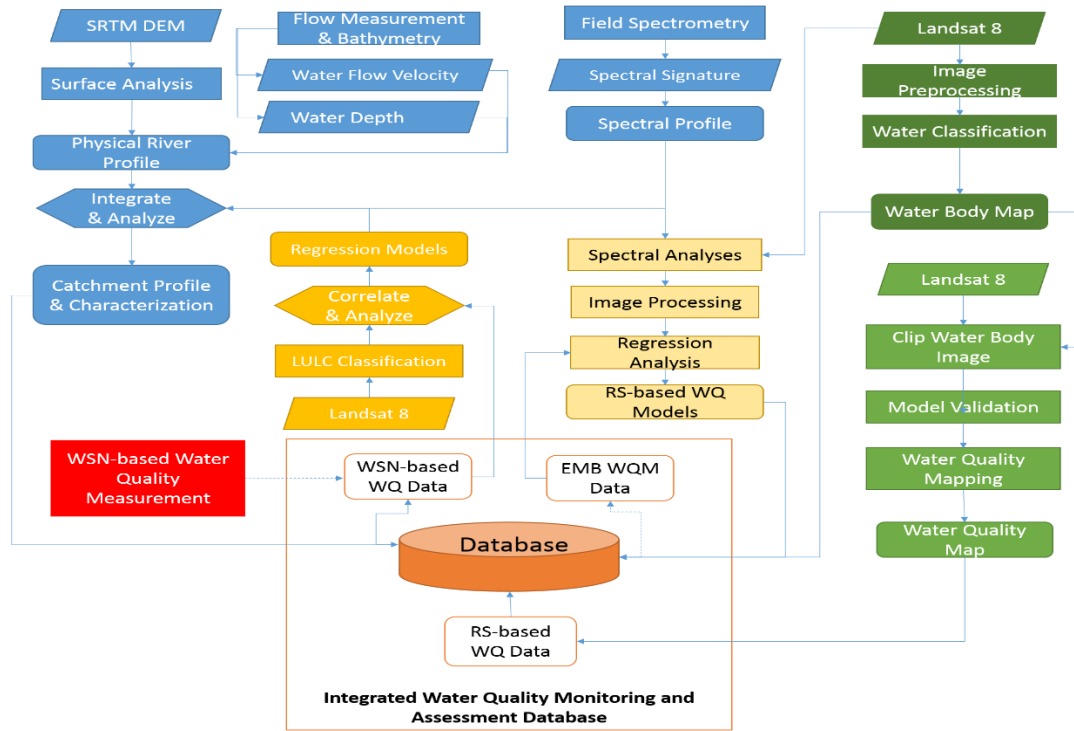 SRTM DEM
Surface Analysis
Physical River
Profile
Integrate
& Analyze
Catchment Profile
& Characterization
Flow Measurement
& Bathymetry
Water Flow Velocity
Water Depth
Field Spectrometry
Spectral Signature
Spectral Profile
Landsat 8
Image
Preprocessing
Water Classification
Water Body Map
Regression Models
Correlate
& Analyze
LULC Classification
Landsat 8
Spectral Analyses
Image Processing
Regression
Analysis
RS-based WQ
Models
Landsat 8
Clip Water Body
Image
Model Validation
Water Quality
Mapping
Water Quality
Map
WSN-based Water
Quality
Measurement
WSN-based
WQ Data
EMB WQM
Data
Database
RS-based
WQ Data
Integrated Water Quality Monitoring and
Assessment Database